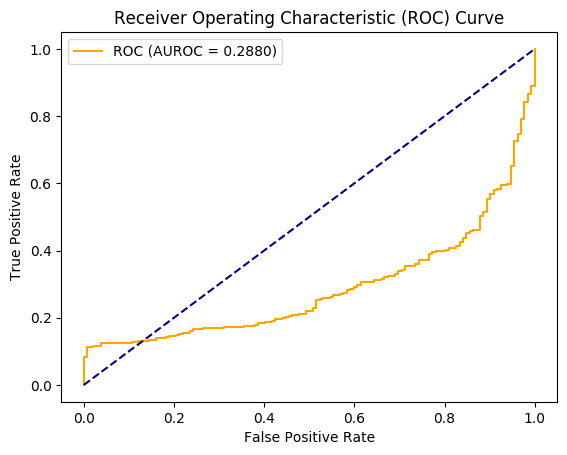 Receiver Operating Characteristic (ROC) Curve
ROC (AUROC = 0.2880)
True Positive Rate
1.0
0.8
0.6
0.4
0.2
0.0
0.0 0.2 0.4 0.6 0.8 1.0
False Positive Rate